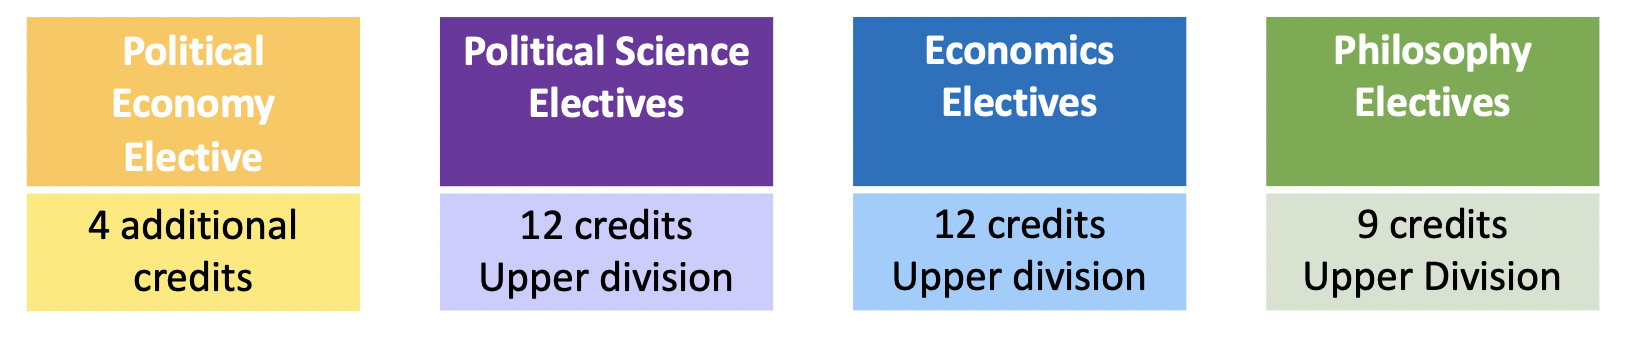 Political
Economy
Elective
4 additional
credits
Political Science
Electives
12 credits
Upper division
Economics
Electives
12 credits
Upper division
Philosophy
Electives
9 credits
Upper Division